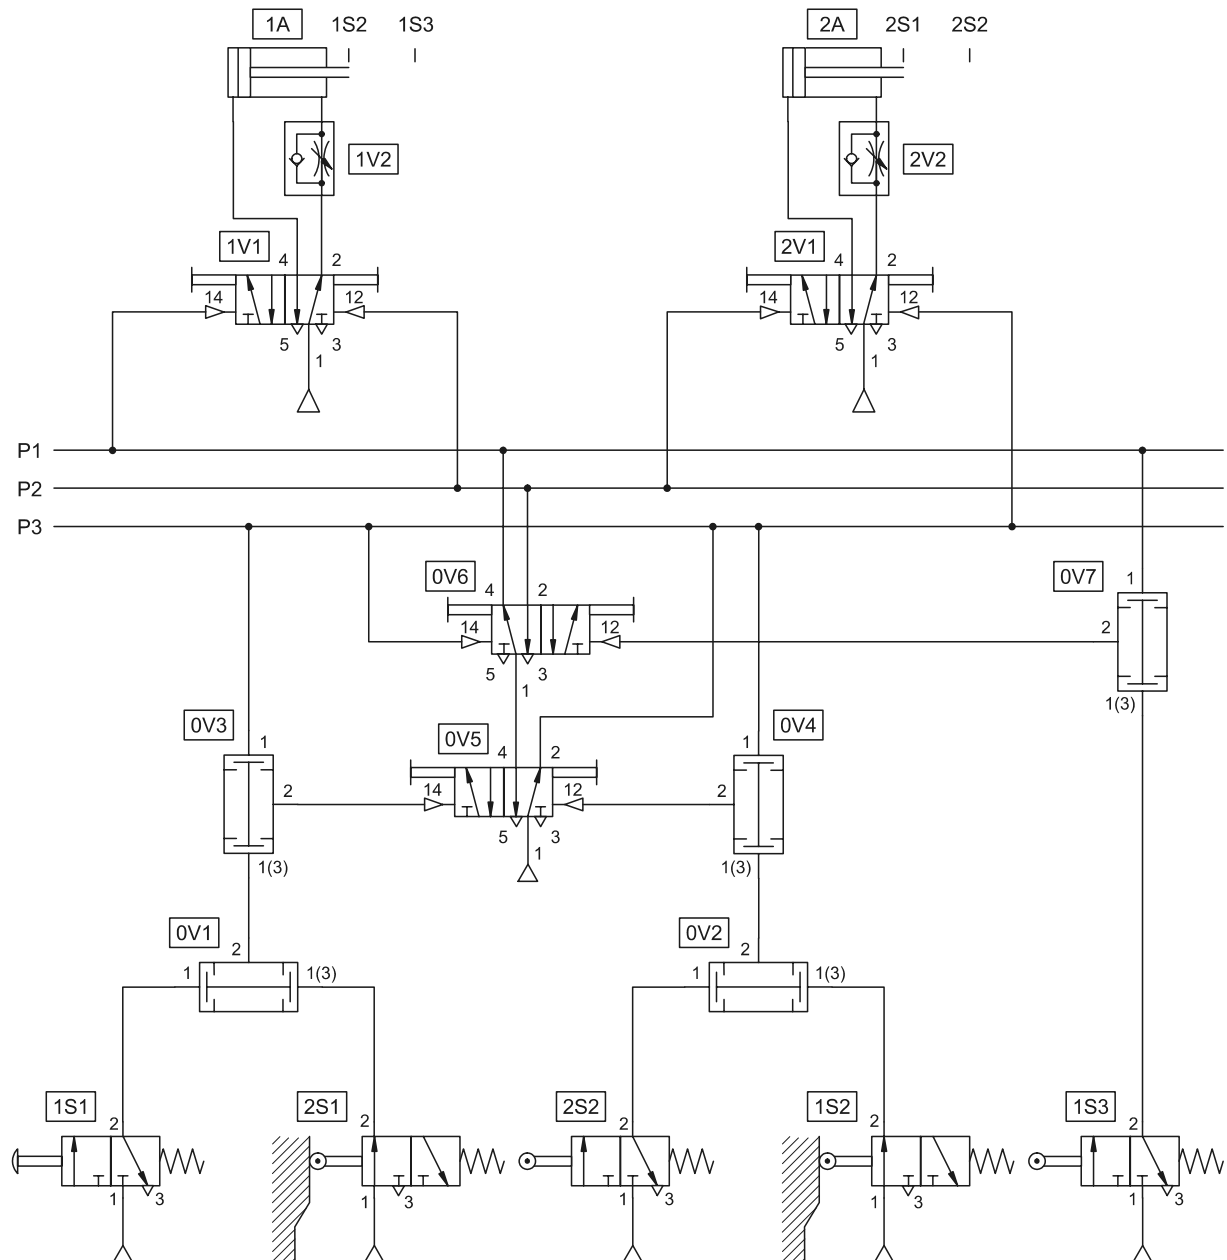 1A 1S2 1S3 2A 2S1 2S2
1V2 2V2
1V1 4 2 2V1 4 2
14 12 14 12
5 3 5 3
1 1
P1
P2
P3
0V6 4 2 0V7 1
14 12 2
5 3
1 1(3)
0V3 0V5 0V4
1 4 2 1
2 14 12 2
5 3
1(3) 1 1(3)
0V1 0V2
2 2
1 1(3) 1 1(3)
1S1 2S1 2S2 1S2 1S3
2 2 2 2 2
1 3 1 3 1 3 1 3 1 3